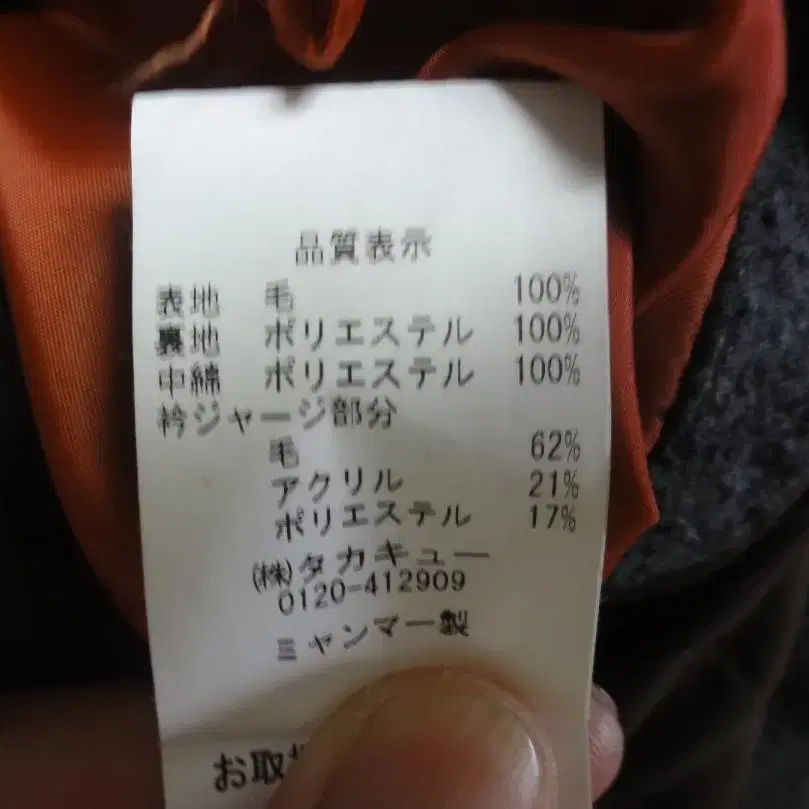 品質表示
表地 毛 100%
裏地 ポリエステル 100%
中綿 ポリエステル 100%
衿ジャージ部分
毛 62%
アクリル 21%
ポリエステル 17%
(株)タカキュー
0120-412909
ミャンマー製
お取